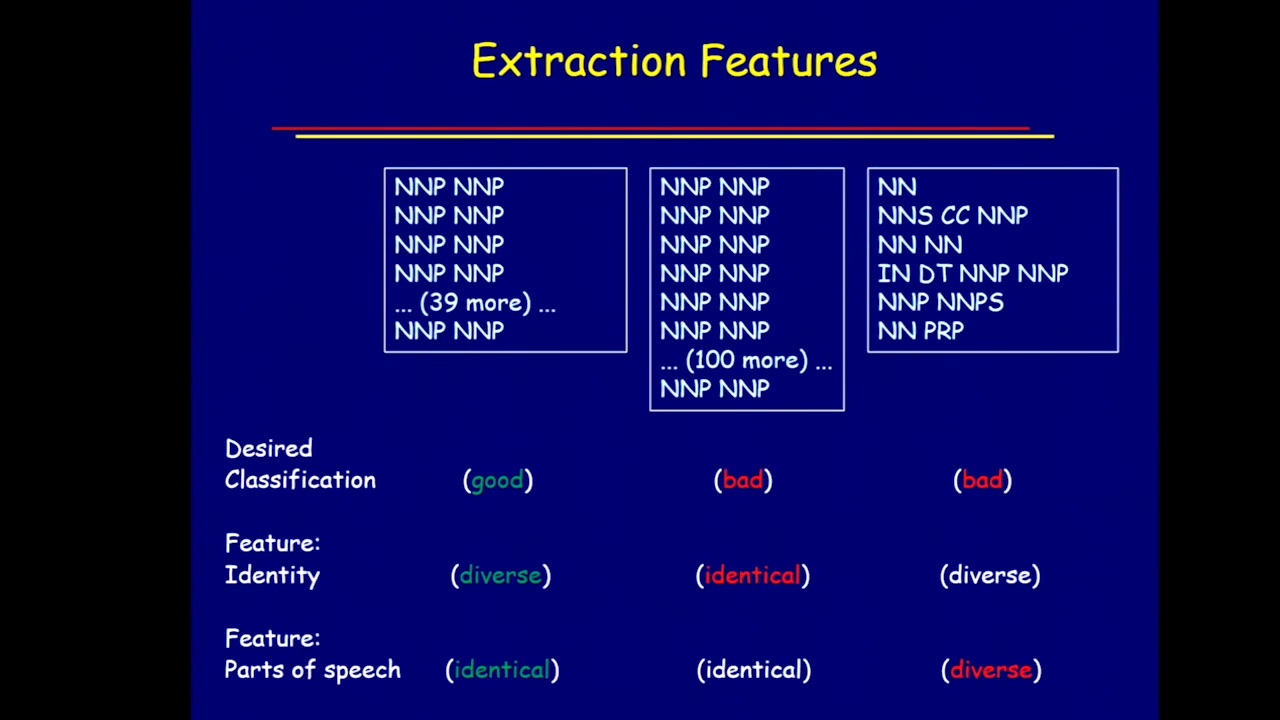 Extraction Features
NNP NNP
NNP NNP
NNP NNP
NNP NNP
... (39 more) ...
NNP NNP
NNP NNP
NNP NNP
NNP NNP
NNP NNP
NNP NNP
NNP NNP
... (100 more) ...
NNP NNP
NN
NNS CC NNP
NN NN
IN DT NNP NNP
NNP NNPS
NN PRP
Desired
Classification (good) (bad) (bad)
Feature:
Identity (diverse) (identical) (diverse)
Feature:
Parts of speech (identical) (identical) (diverse)